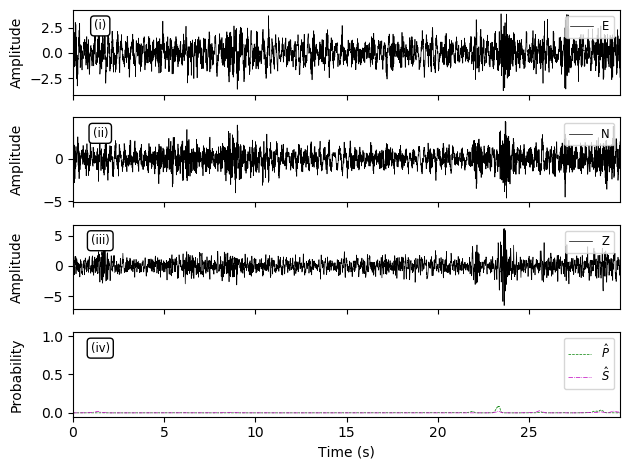 (i)
E
Amplitude
2.5
0.0
−2.5
(ii)
N
Amplitude
0
−5
(iii)
Z
Amplitude
5
0
−5
(iv)
P̂
Ŝ
Probability
1.0
0.5
0.0
0 5 10 15 20 25
Time (s)